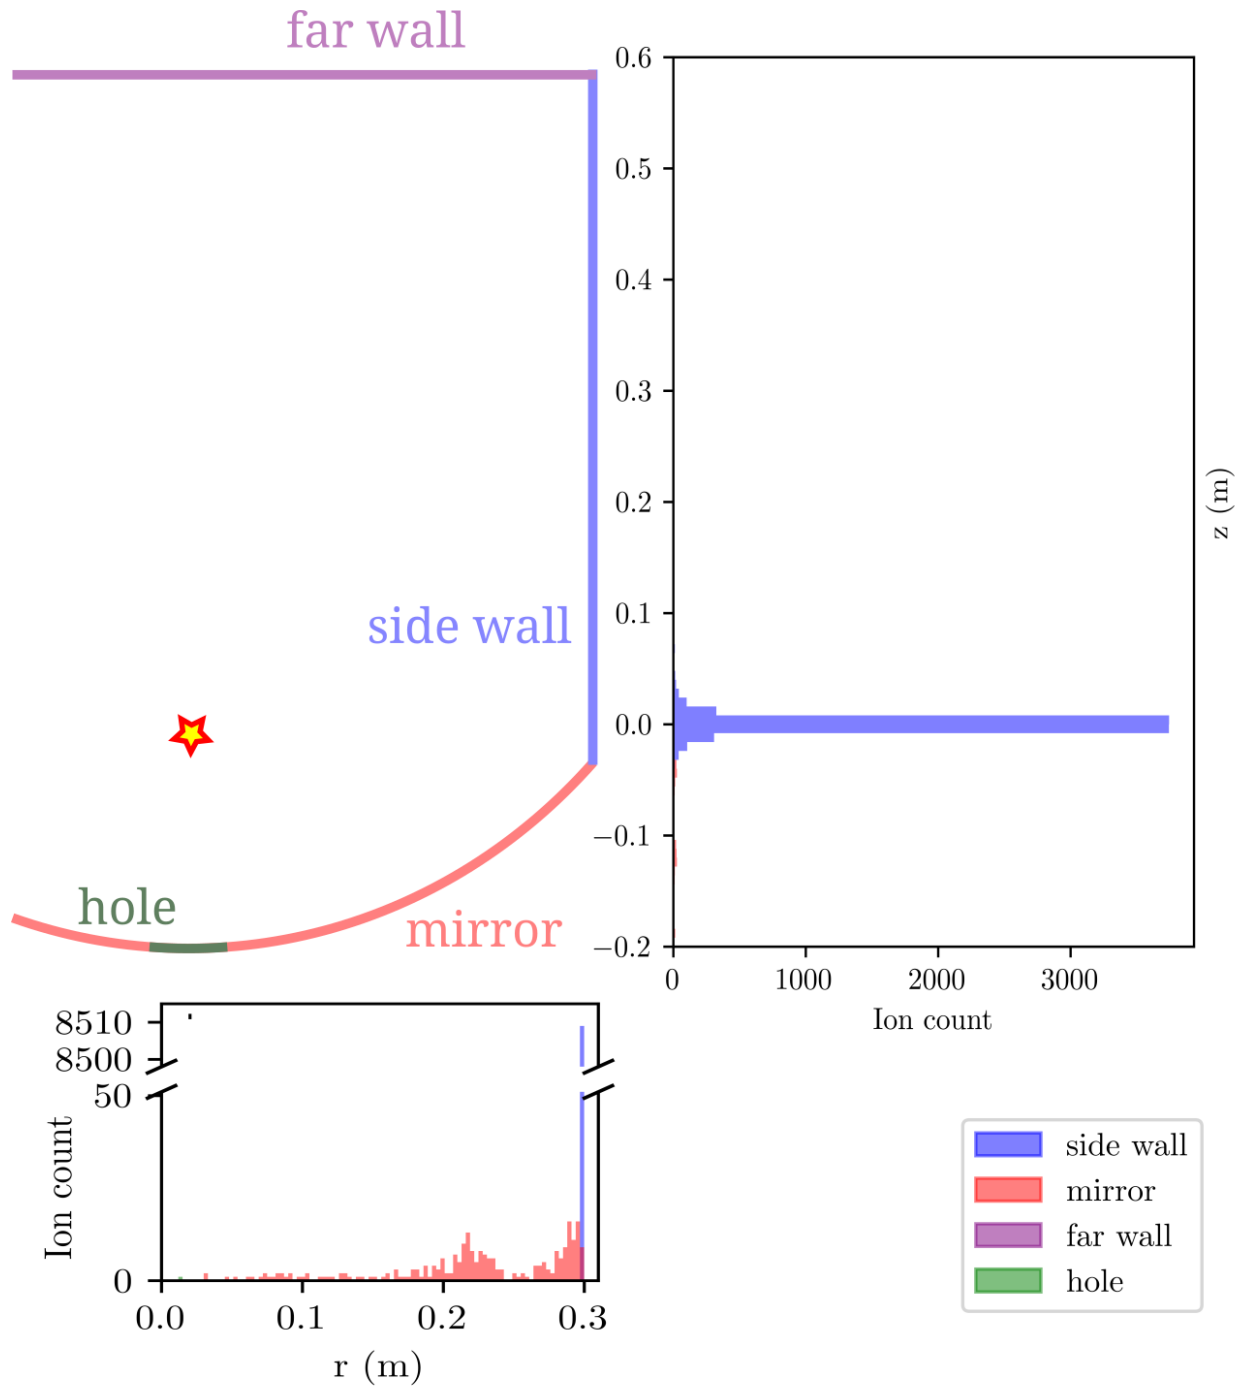 far wall
side wall
hole
mirror
0.6
0.5
0.4
0.3
0.2
0.1
0.0
−0.1
−0.2
z (m)
0
1000
2000
3000
Ion count
8510
8500
50
0
Ion count
0.0
0.1
0.2
0.3
r (m)
side wall
mirror
far wall
hole